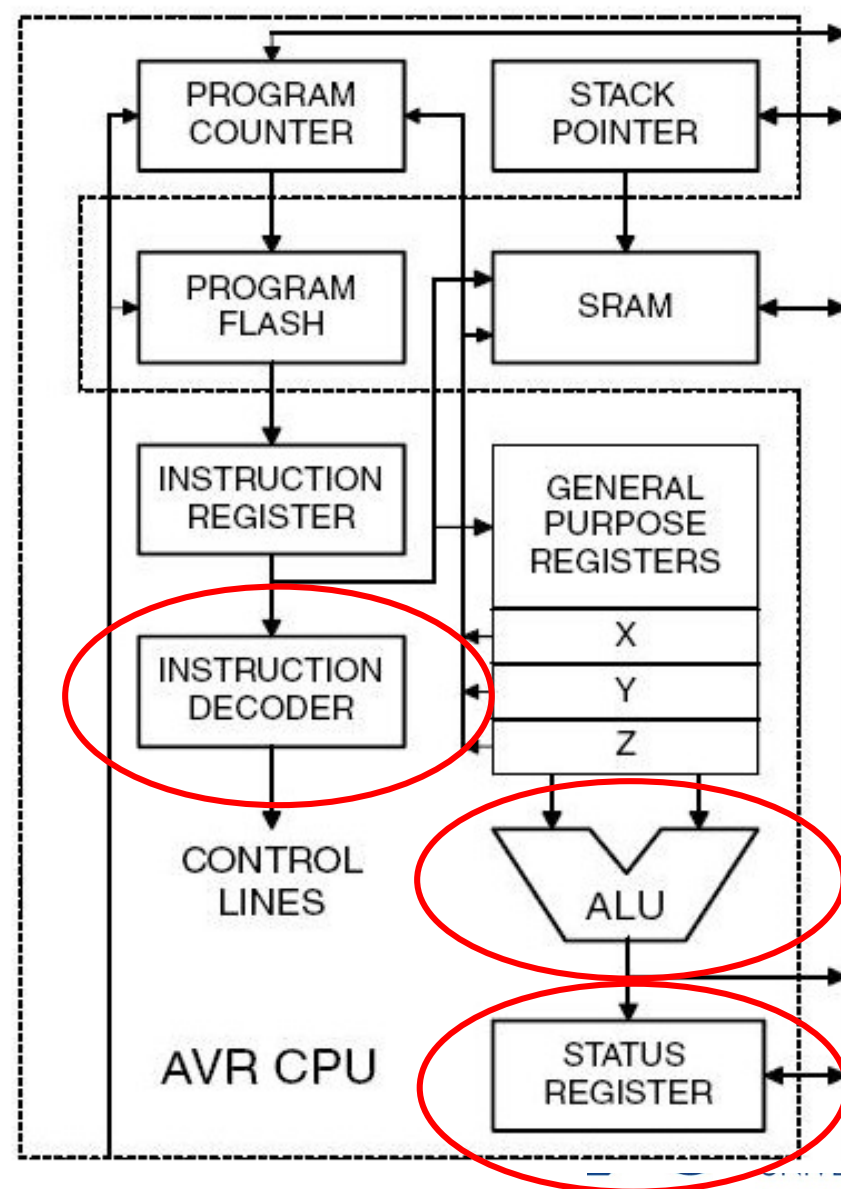 PROGRAM
COUNTER
STACK
POINTER
PROGRAM
FLASH
SRAM
INSTRUCTION
REGISTER
GENERAL
PURPOSE
REGISTERS
X
Y
Z
INSTRUCTION
DECODER
CONTROL
LINES
ALU
AVR CPU
STATUS
REGISTER